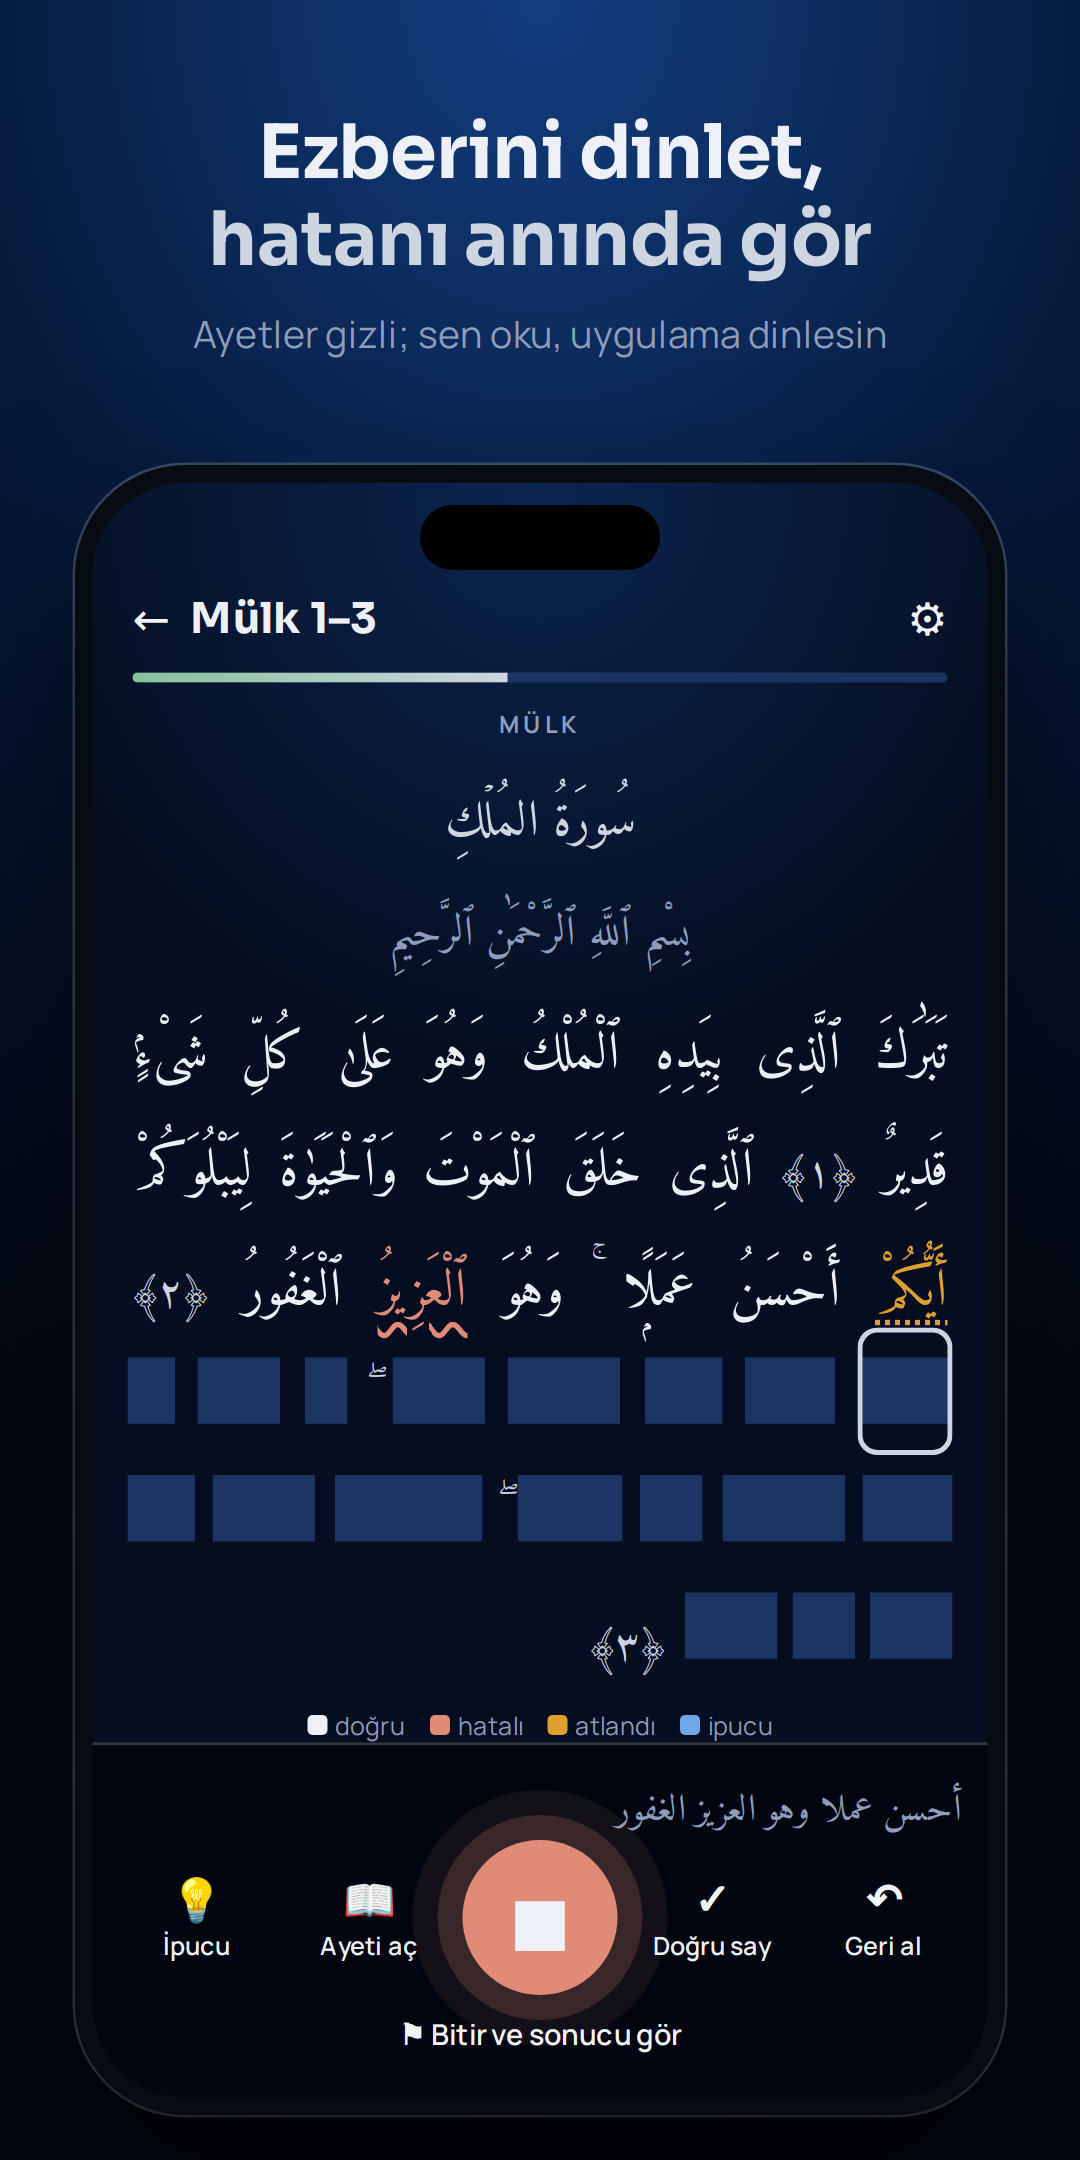 Ezberini dinlet,
hatanı anında gör
Ayetler gizli; sen oku, uygulama dinlesin
← Mülk 1–3 ⚙
MÜLK
سُورَةُ المُلْكِ
بِسْمِ ٱللَّهِ ٱلرَّحْمَٰنِ ٱلرَّحِيمِ
تَبَٰرَكَ ٱلَّذِى بِيَدِهِ ٱلْمُلْكُ وَهُوَ عَلَىٰ كُلِّ شَىْءٍۢ
قَدِيرٌ ﴿١﴾ ٱلَّذِى خَلَقَ ٱلْمَوْتَ وَٱلْحَيَوٰةَ لِيَبْلُوَكُمْ
أَيُّكُمْ أَحْسَنُ عَمَلًۭا ۚ وَهُوَ ٱلْعَزِيزُ ٱلْغَفُورُ ﴿٢﴾
ۖ
ۖ
﴿٣﴾
doğru hatalı atlandı ipucu
أحسن عملا وهو العزيز الغفور
İpucu Ayeti aç ✓ Doğru say ↶ Geri al
⚑ Bitir ve sonucu gör